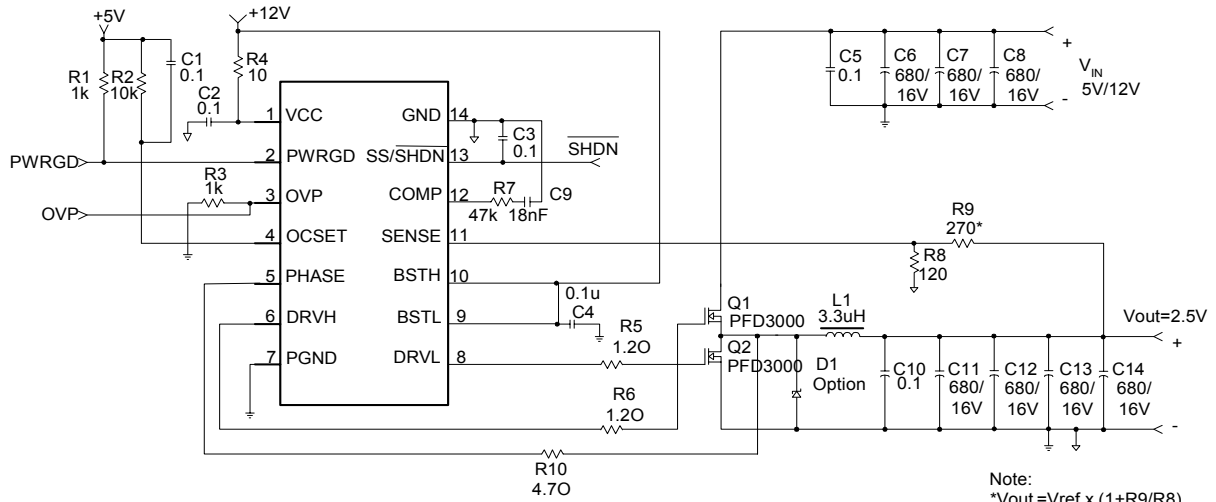 +5V
+12V
R1
1k
R2
10k
C1
0.1
R4
10
C2
0.1
PWRGD
R3
1k
OVP
1
2
3
4
5
6
7
VCC
PWRGD
OVP
OCSET
PHASE
DRVH
PGND
GND
SS/SHDN
COMP
SENSE
BSTH
BSTL
DRVL
14
13
12
11
10
9
8
C3
0.1
SHDN
R7
47k
C9
18nF
0.1u
C4
R5
1.2O
R6
1.2O
R10
4.7O
C5
0.1
C6
680/
16V
C7
680/
16V
C8
680/
16V
+
VIN
5V/12V
-
R9
270*
R8
120
Q1
PFD3000
Q2
PFD3000
L1
3.3uH
D1
Option
C10
0.1
C11
680/
16V
C12
680/
16V
C13
680/
16V
C14
680/
16V
Vout=2.5V
+
-
Note:
*Vout =Vref x (1+R9/R8)